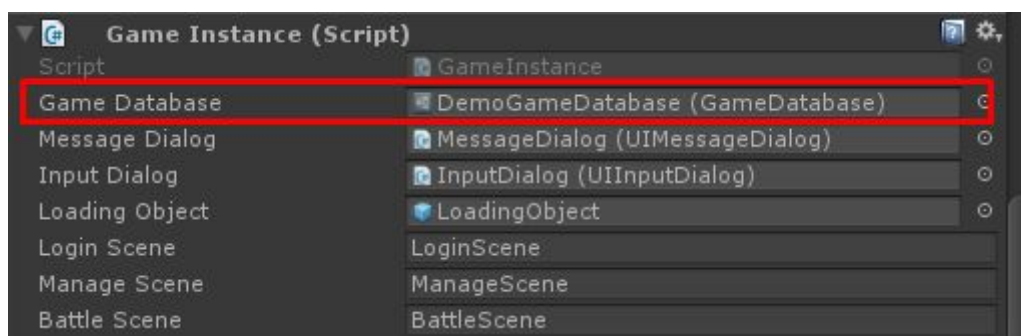 Game Instance (Script)
Script GameInstance
Game Database DemoGameDatabase (GameDatabase)
Message Dialog MessageDialog (UIMessageDialog)
Input Dialog InputDialog (UIInputDialog)
Loading Object LoadingObject
Login Scene LoginScene
Manage Scene ManageScene
Battle Scene BattleScene